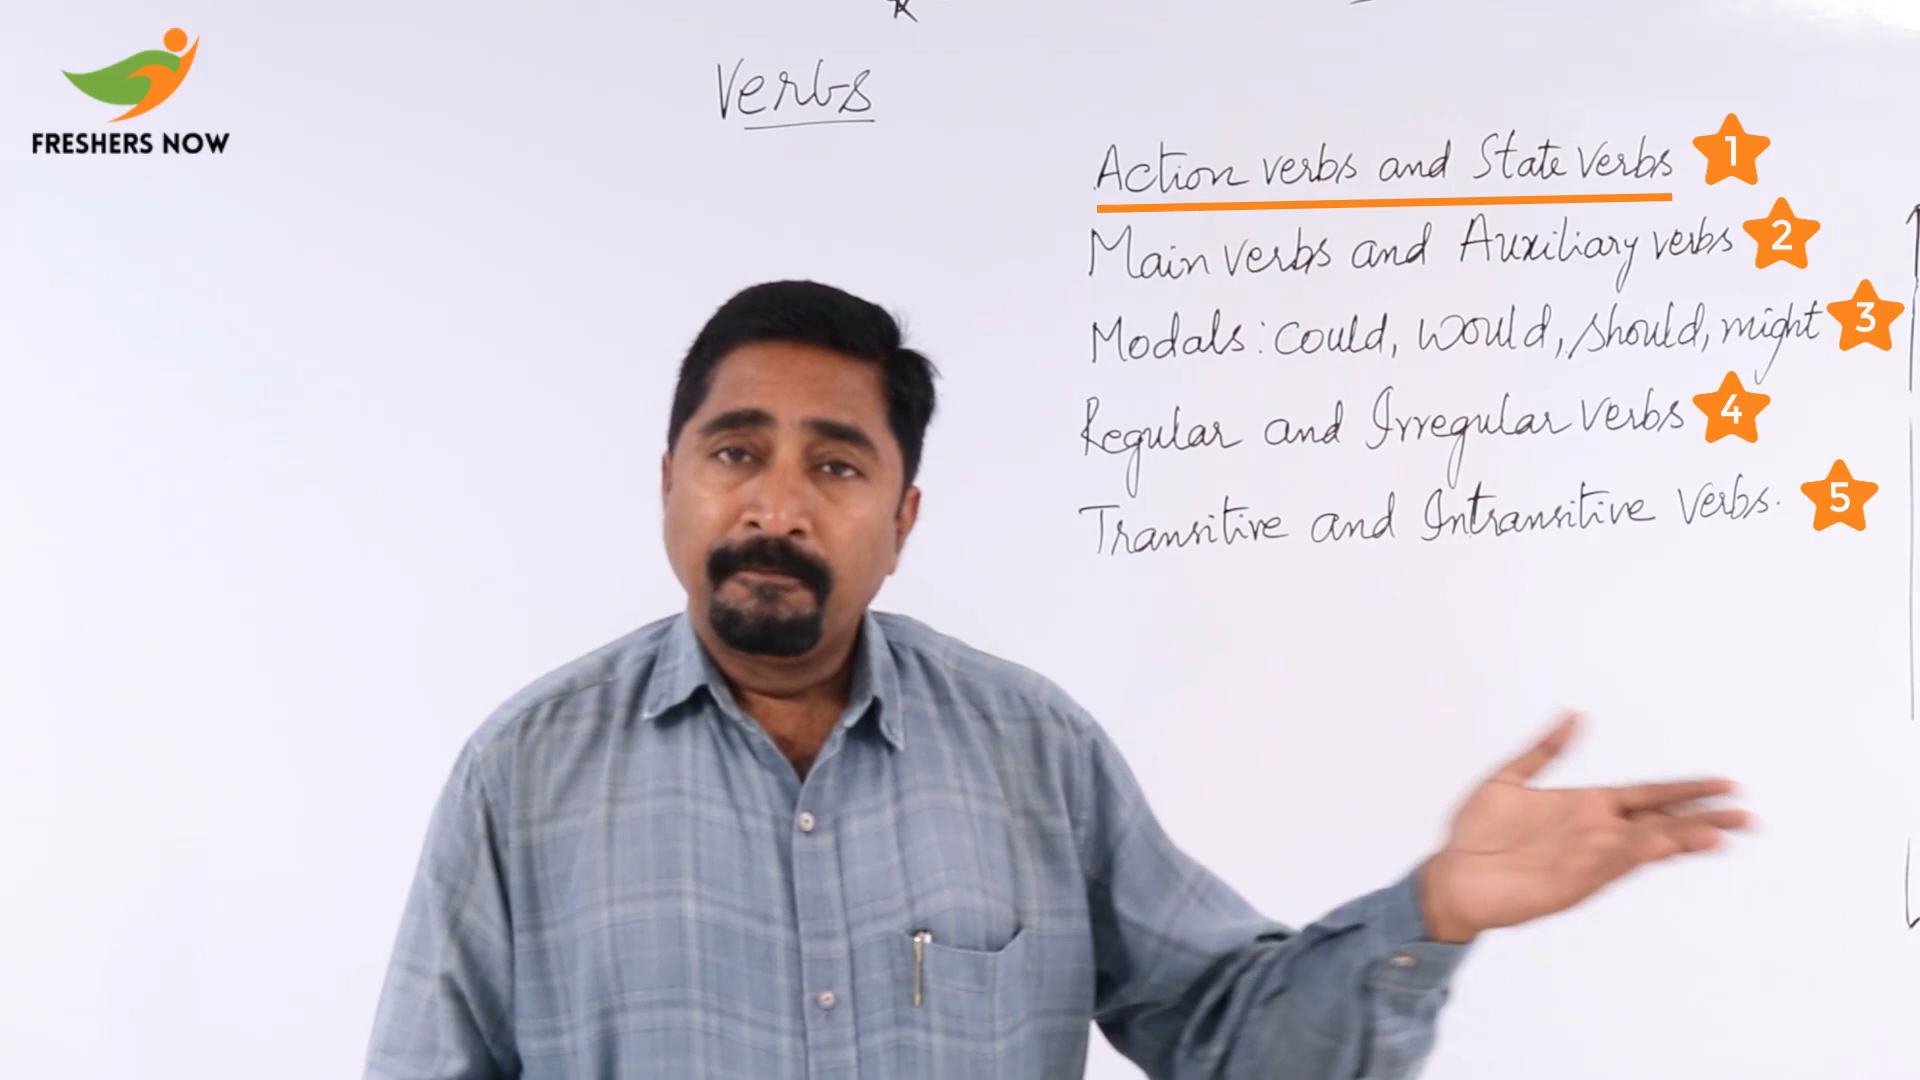 FRESHERS NOW
Verbs
Action verbs and State Verbs 1
Main verbs and Auxiliary verbs 2
Modals: could, would, should, might 3
Regular and Irregular Verbs 4
Transitive and Intransitive Verbs. 5